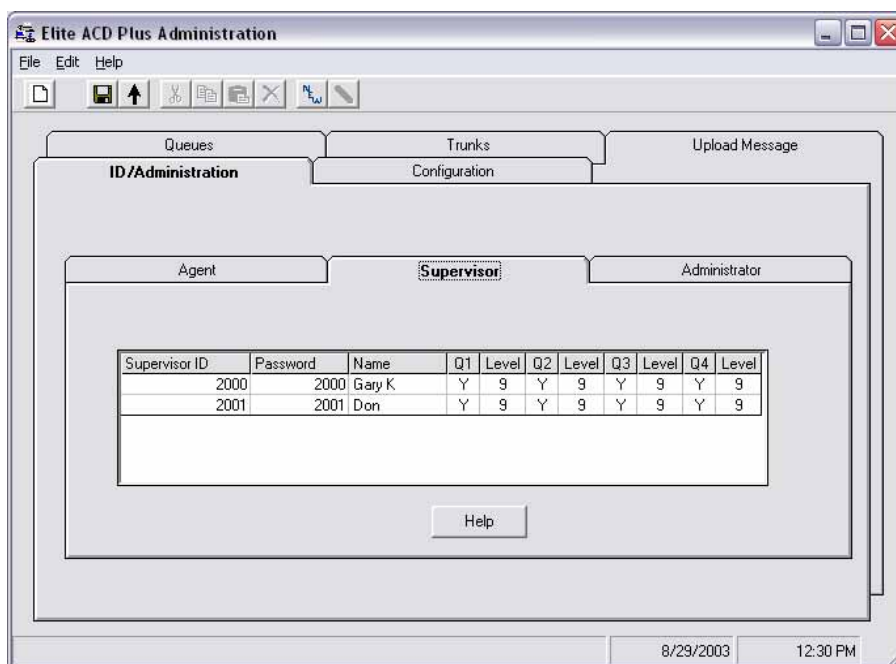 Elite ACD Plus Administration
File Edit Help
NEW
Queues Trunks Upload Message
ID/Administration Configuration
Agent Supervisor Administrator
Supervisor ID Password Name Q1 Level Q2 Level Q3 Level Q4 Level
2000 2000 Gary K Y 9 Y 9 Y 9 Y 9
2001 2001 Don Y 9 Y 9 Y 9 Y 9
Help
8/29/2003 12:30 PM